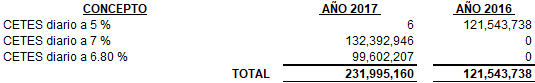 CONCEPTO AÑO 2017 AÑO 2016
CETES diario a 5 % 6 121,543,738
CETES diario a 7 % 132,392,946 0
CETES diario a 6.80 % 99,602,207 0
TOTAL 231,995,160 121,543,738